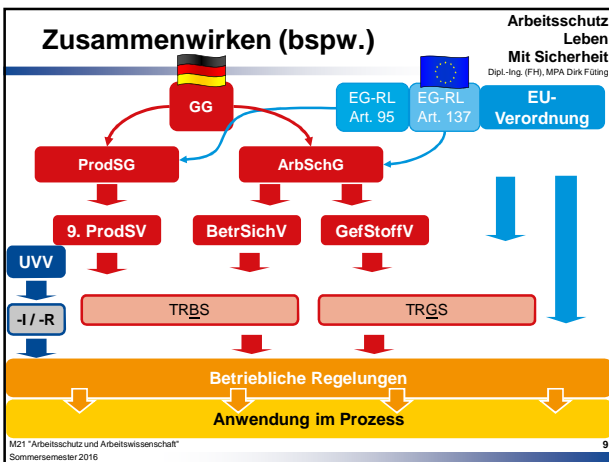 Zusammenwirken (bspw.)
Arbeitsschutz
Leben
Mit Sicherheit
Dipl.-Ing. (FH), MPA Dirk Füting
GG
EG-RL
Art. 95
EG-RL
Art. 137
EU-
Verordnung
ProdSG
ArbSchG
9. ProdSV
BetrSichV
GefStoffV
UVV
-I / -R
TRBS
TRGS
Betriebliche Regelungen
Anwendung im Prozess
M21 "Arbeitsschutz und Arbeitswissenschaft"
Sommersemester 2016
9